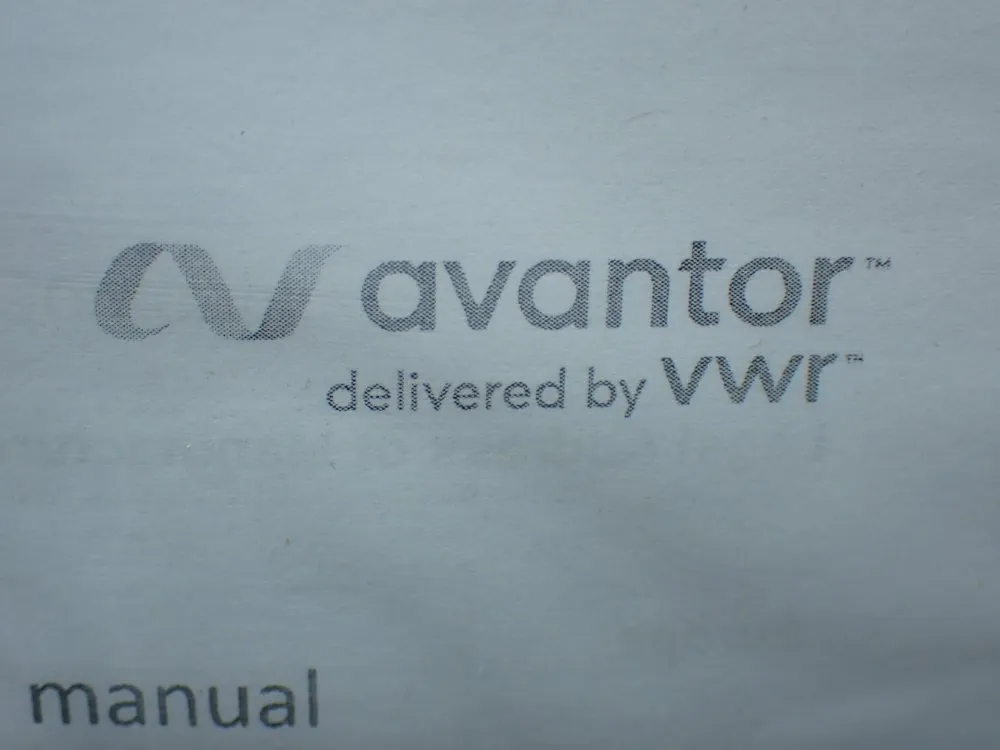 avantor™
delivered by vwr™
manual